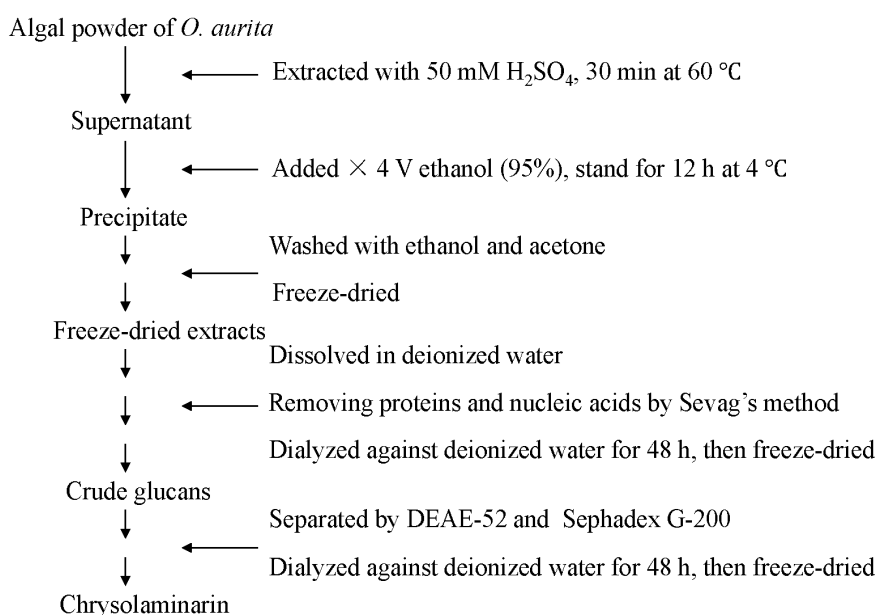 Algal powder of O. aurita
Extracted with 50 mM H₂SO₄, 30 min at 60 ℃
Supernatant
Added × 4 V ethanol (95%), stand for 12 h at 4 ℃
Precipitate
Washed with ethanol and acetone
Freeze-dried
Freeze-dried extracts
Dissolved in deionized water
Removing proteins and nucleic acids by Sevag's method
Dialyzed against deionized water for 48 h, then freeze-dried
Crude glucans
Separated by DEAE-52 and Sephadex G-200
Dialyzed against deionized water for 48 h, then freeze-dried
Chrysolaminarin